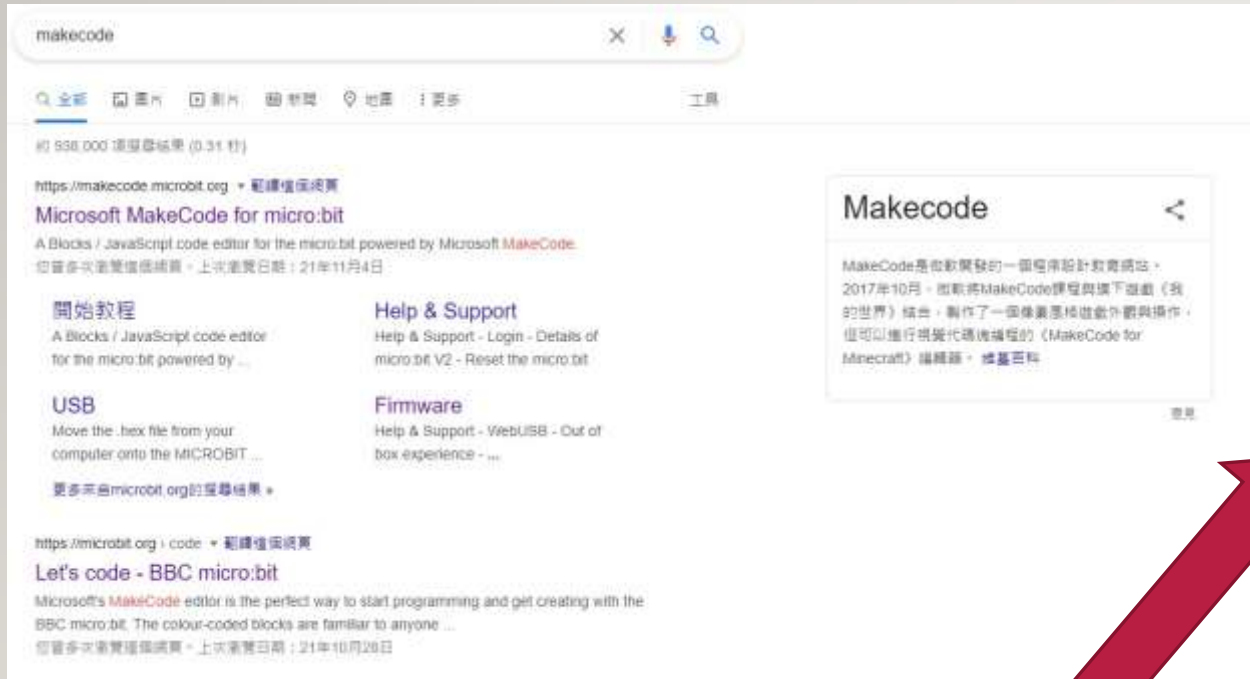 makecode
全部 圖片 影片 新聞 地圖 更多 工具
約 938,000 項搜尋結果 (0.31 秒)
https://makecode.microbit.org 翻譯這個網頁
Microsoft MakeCode for micro:bit
A Blocks / JavaScript code editor for the micro:bit powered by Microsoft MakeCode.
您曾多次瀏覽這個網頁。上次瀏覽日期：21年11月4日
開始教程
A Blocks / JavaScript code editor
for the micro:bit powered by ...
Help & Support
Help & Support - Login - Details of
micro:bit V2 - Reset the micro:bit
USB
Move the .hex file from your
computer onto the MICROBIT ...
Firmware
Help & Support - WebUSB - Out of
box experience - ...
更多來自microbit.org的搜尋結果 »
https://microbit.org › code 翻譯這個網頁
Let's code - BBC micro:bit
Microsoft's MakeCode editor is the perfect way to start programming and get creating with the
BBC micro:bit. The colour-coded blocks are familiar to anyone ...
您曾多次瀏覽這個網頁。上次瀏覽日期：21年10月28日
Makecode
MakeCode是微軟開發的一個程序設計教育網站。
2017年10月，微軟將MakeCode課程與旗下遊戲《我
的世界》結合，製作了一個像素風格遊戲外觀與操作，
但可以進行視覺代碼塊編程的《MakeCode for
Minecraft》編輯器。 維基百科
意見